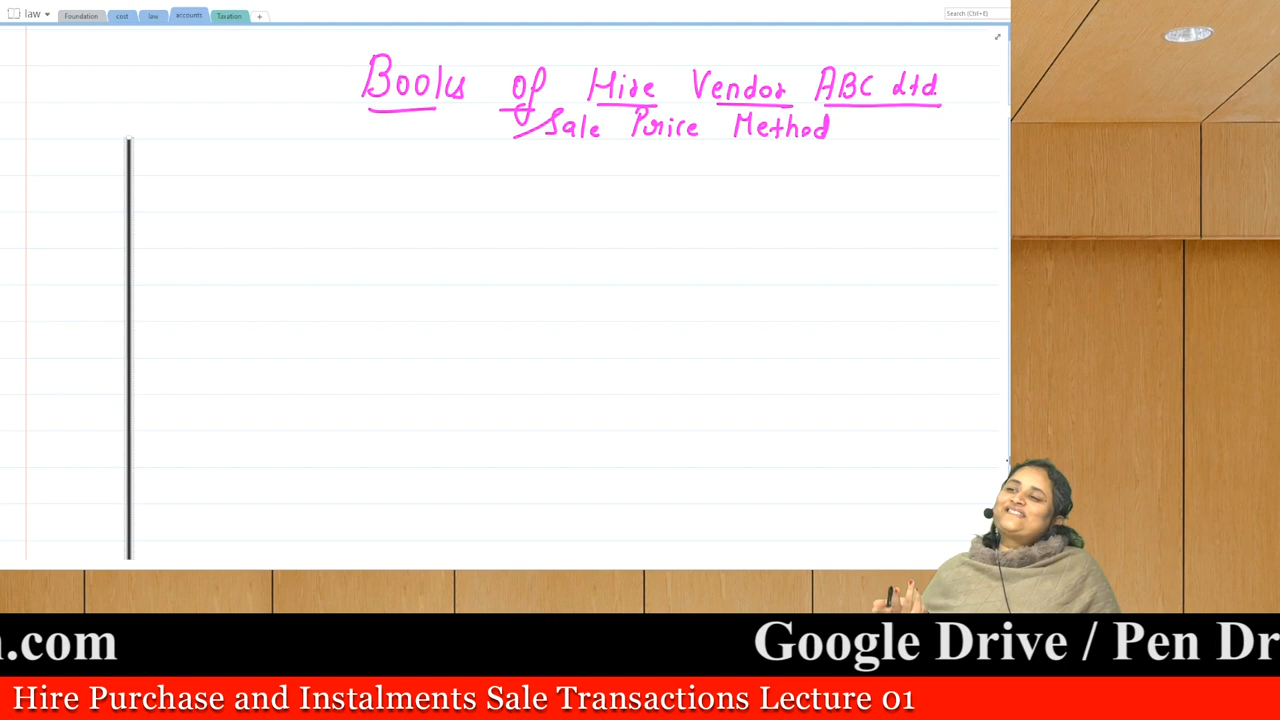 law
Foundation
cost
law
accounts
Taxation
+
Search (Ctrl+E)
Books of Hire Vendor ABC Ltd
Sale Price Method
n.com
Google Drive / Pen Dr
Hire Purchase and Instalments Sale Transactions Lecture 01